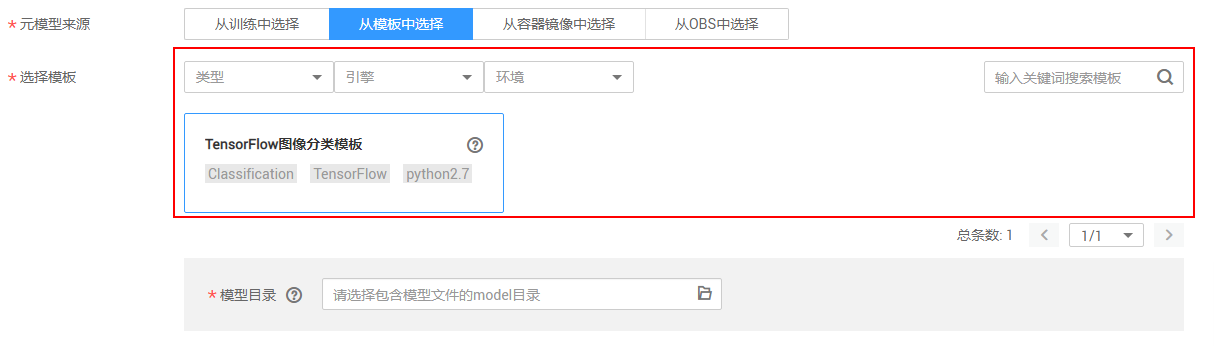 * 元模型来源 从训练中选择 从模板中选择 从容器镜像中选择 从OBS中选择
* 选择模板 类型 引擎 环境 输入关键词搜索模板
TensorFlow图像分类模板
Classification TensorFlow python2.7
总条数: 1 1/1
* 模型目录 请选择包含模型文件的model目录